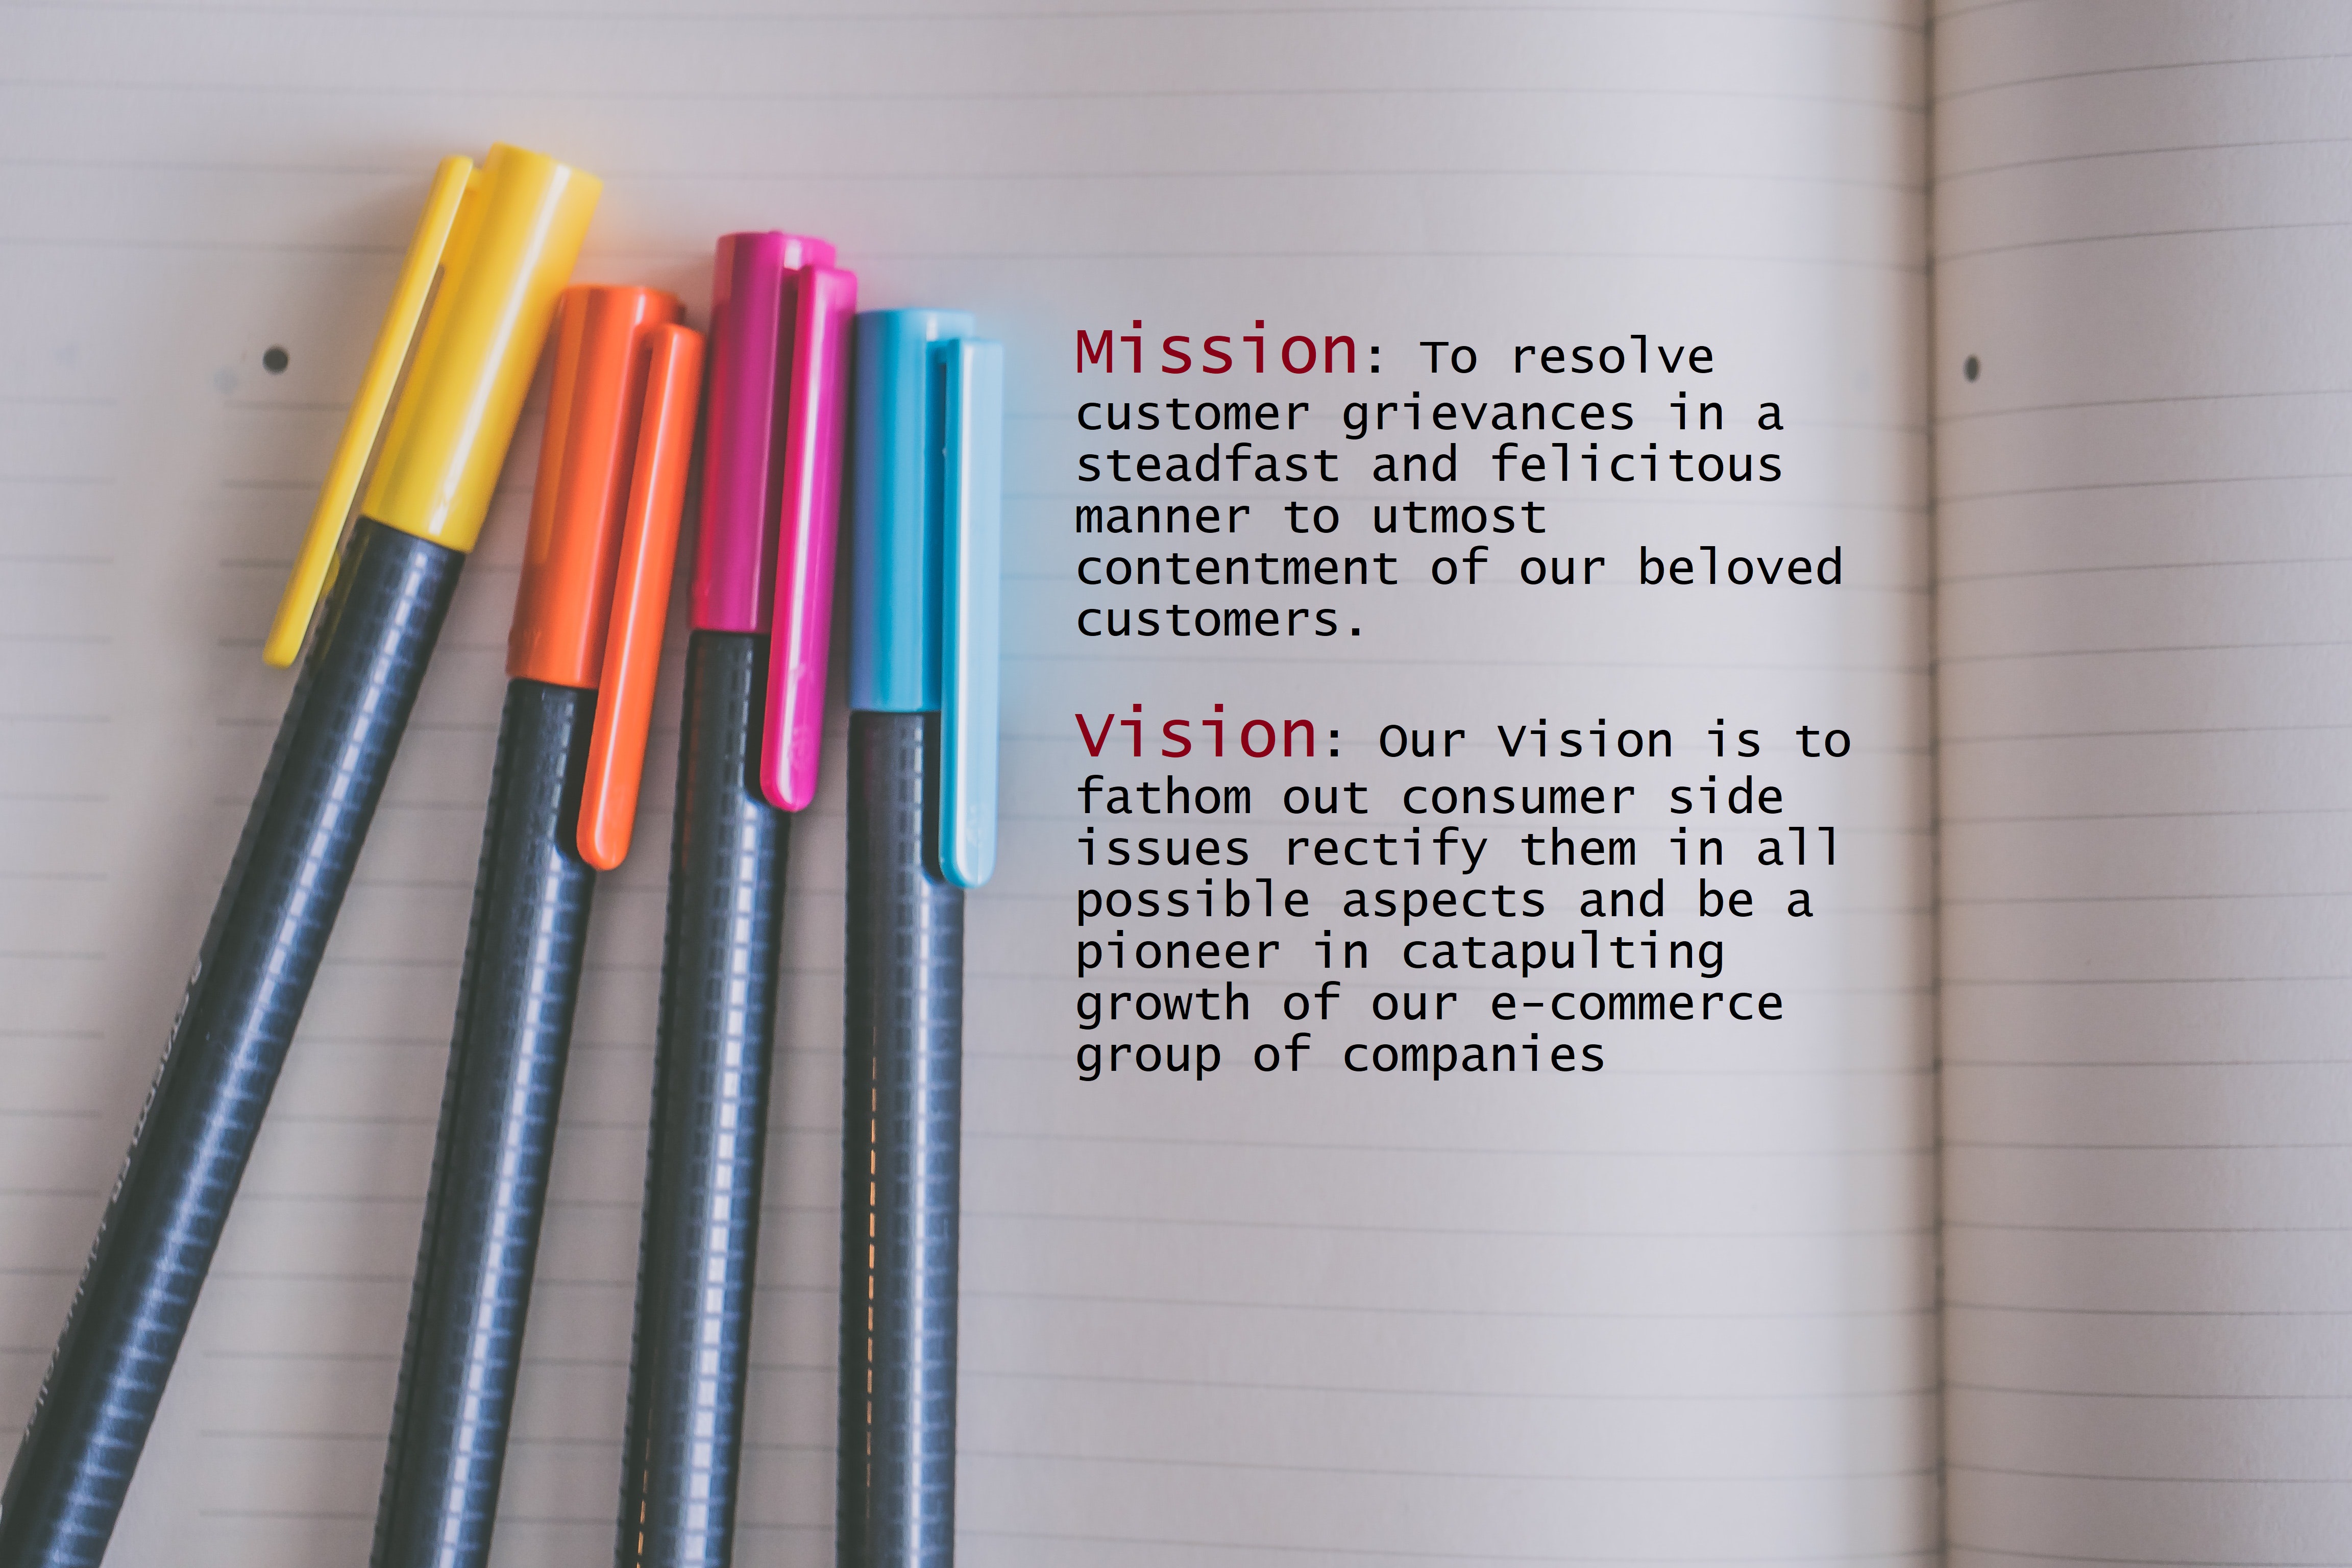 Mission: To resolve
customer grievances in a
steadfast and felicitous
manner to utmost
contentment of our beloved
customers.
Vision: Our Vision is to
fathom out consumer side
issues rectify them in all
possible aspects and be a
pioneer in catapulting
growth of our e-commerce
group of companies
STAEDTLER